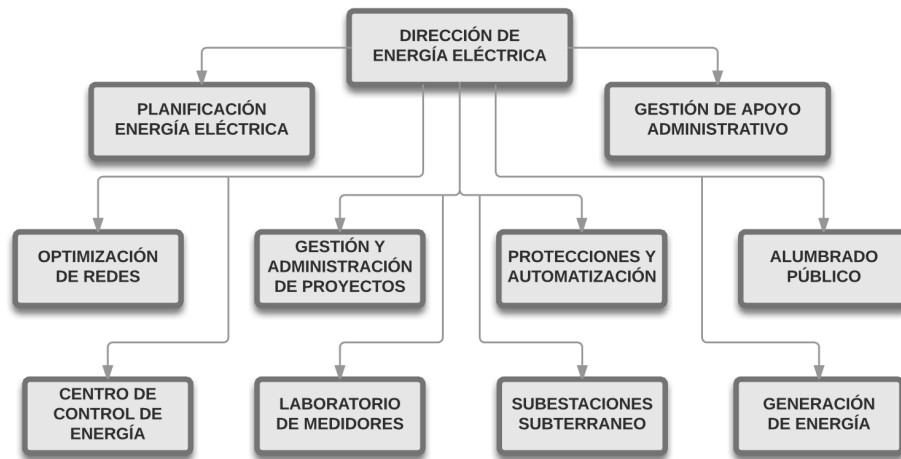 DIRECCIÓN DE
ENERGÍA ELÉCTRICA
PLANIFICACIÓN
ENERGÍA ELÉCTRICA
GESTIÓN DE APOYO
ADMINISTRATIVO
OPTIMIZACIÓN
DE REDES
GESTIÓN Y
ADMINISTRACIÓN
DE PROYECTOS
PROTECCIONES Y
AUTOMATIZACIÓN
ALUMBRADO
PÚBLICO
CENTRO DE
CONTROL DE
ENERGÍA
LABORATORIO
DE MEDIDORES
SUBESTACIONES
SUBTERRANEO
GENERACIÓN
DE ENERGÍA